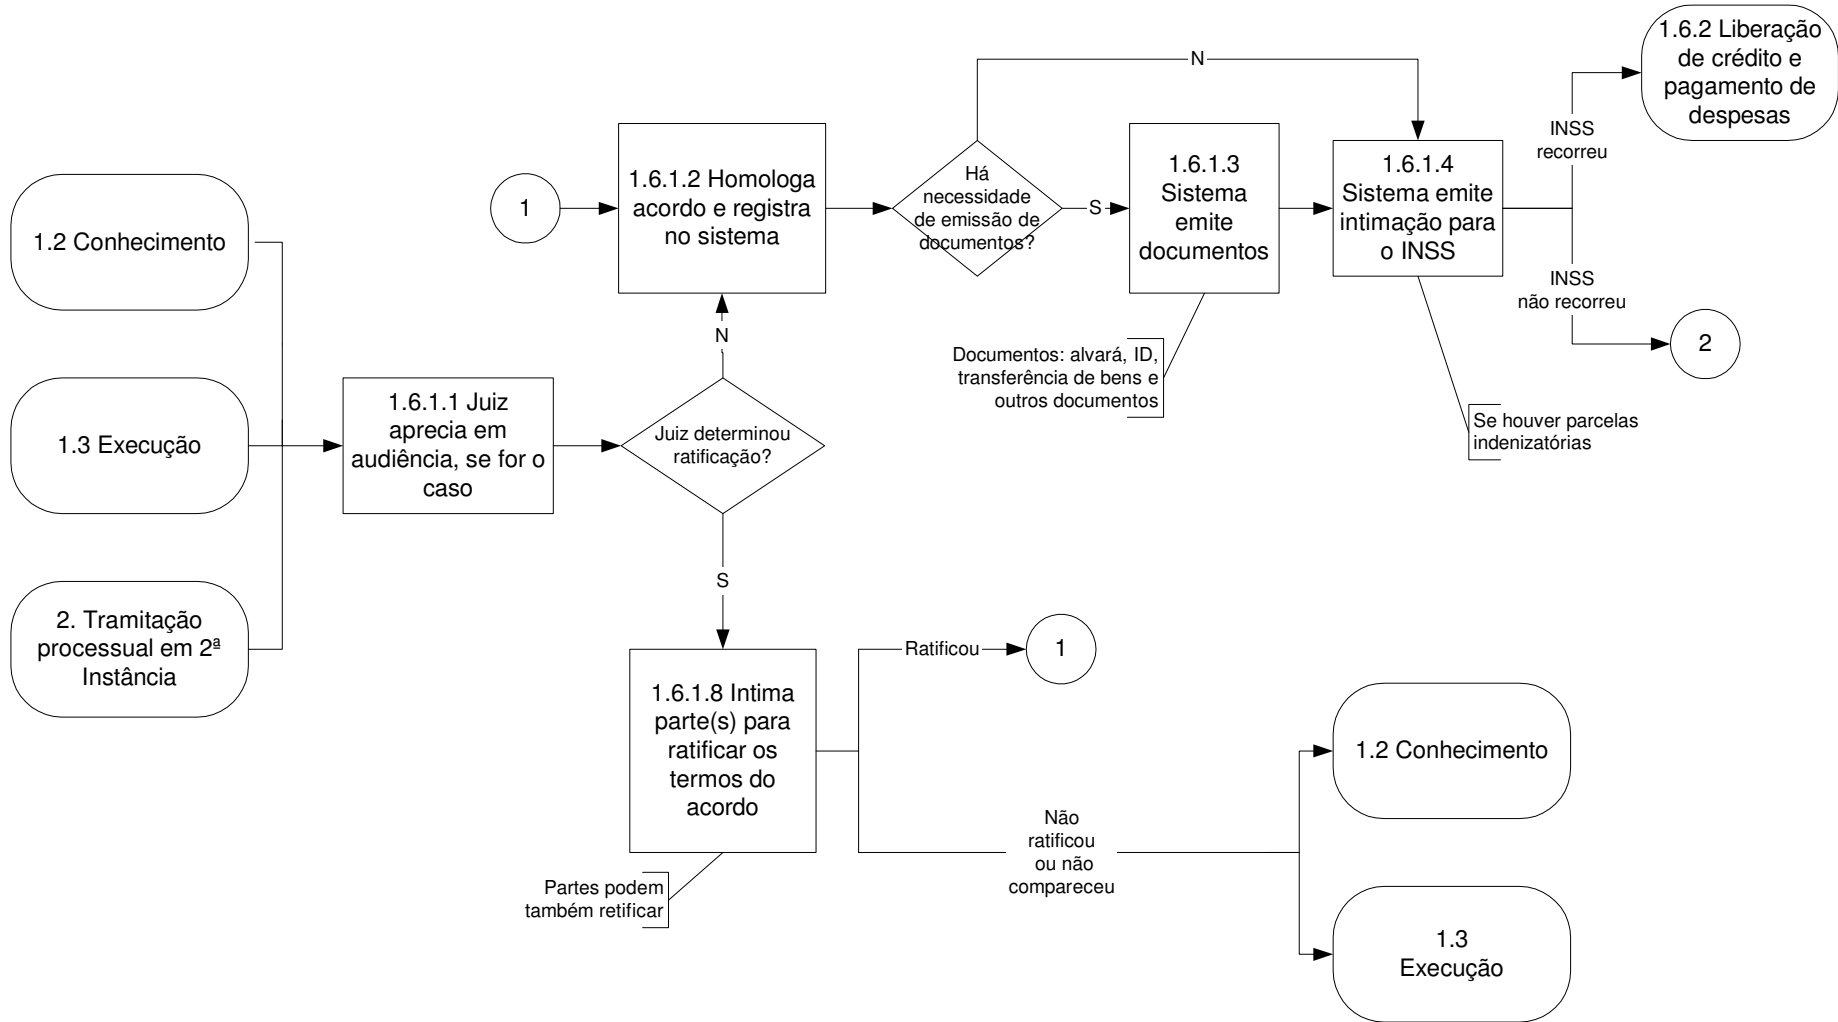 1.6.2 Liberação
de crédito e
pagamento de
despesas
N
INSS
recorreu
1.6.1.2 Homologa
acordo e registra
no sistema
1
Há
necessidade
de emissão de
documentos?
S
1.6.1.3
Sistema
emite
documentos
1.6.1.4
Sistema emite
intimação para
o INSS
1.2 Conhecimento
INSS
não recorreu
2
N
Documentos: alvará, ID,
transferência de bens e
outros documentos
Se houver parcelas
indenizatórias
1.3 Execução
1.6.1.1 Juiz
aprecia em
audiência, se for o
caso
Juiz determinou
ratificação?
S
2. Tramitação
processual em 2ª
Instância
1.6.1.8 Intima
parte(s) para
ratificar os
termos do
acordo
Ratificou
1
1.2 Conhecimento
Não
ratificou
ou não
compareceu
Partes podem
também retificar
1.3
Execução